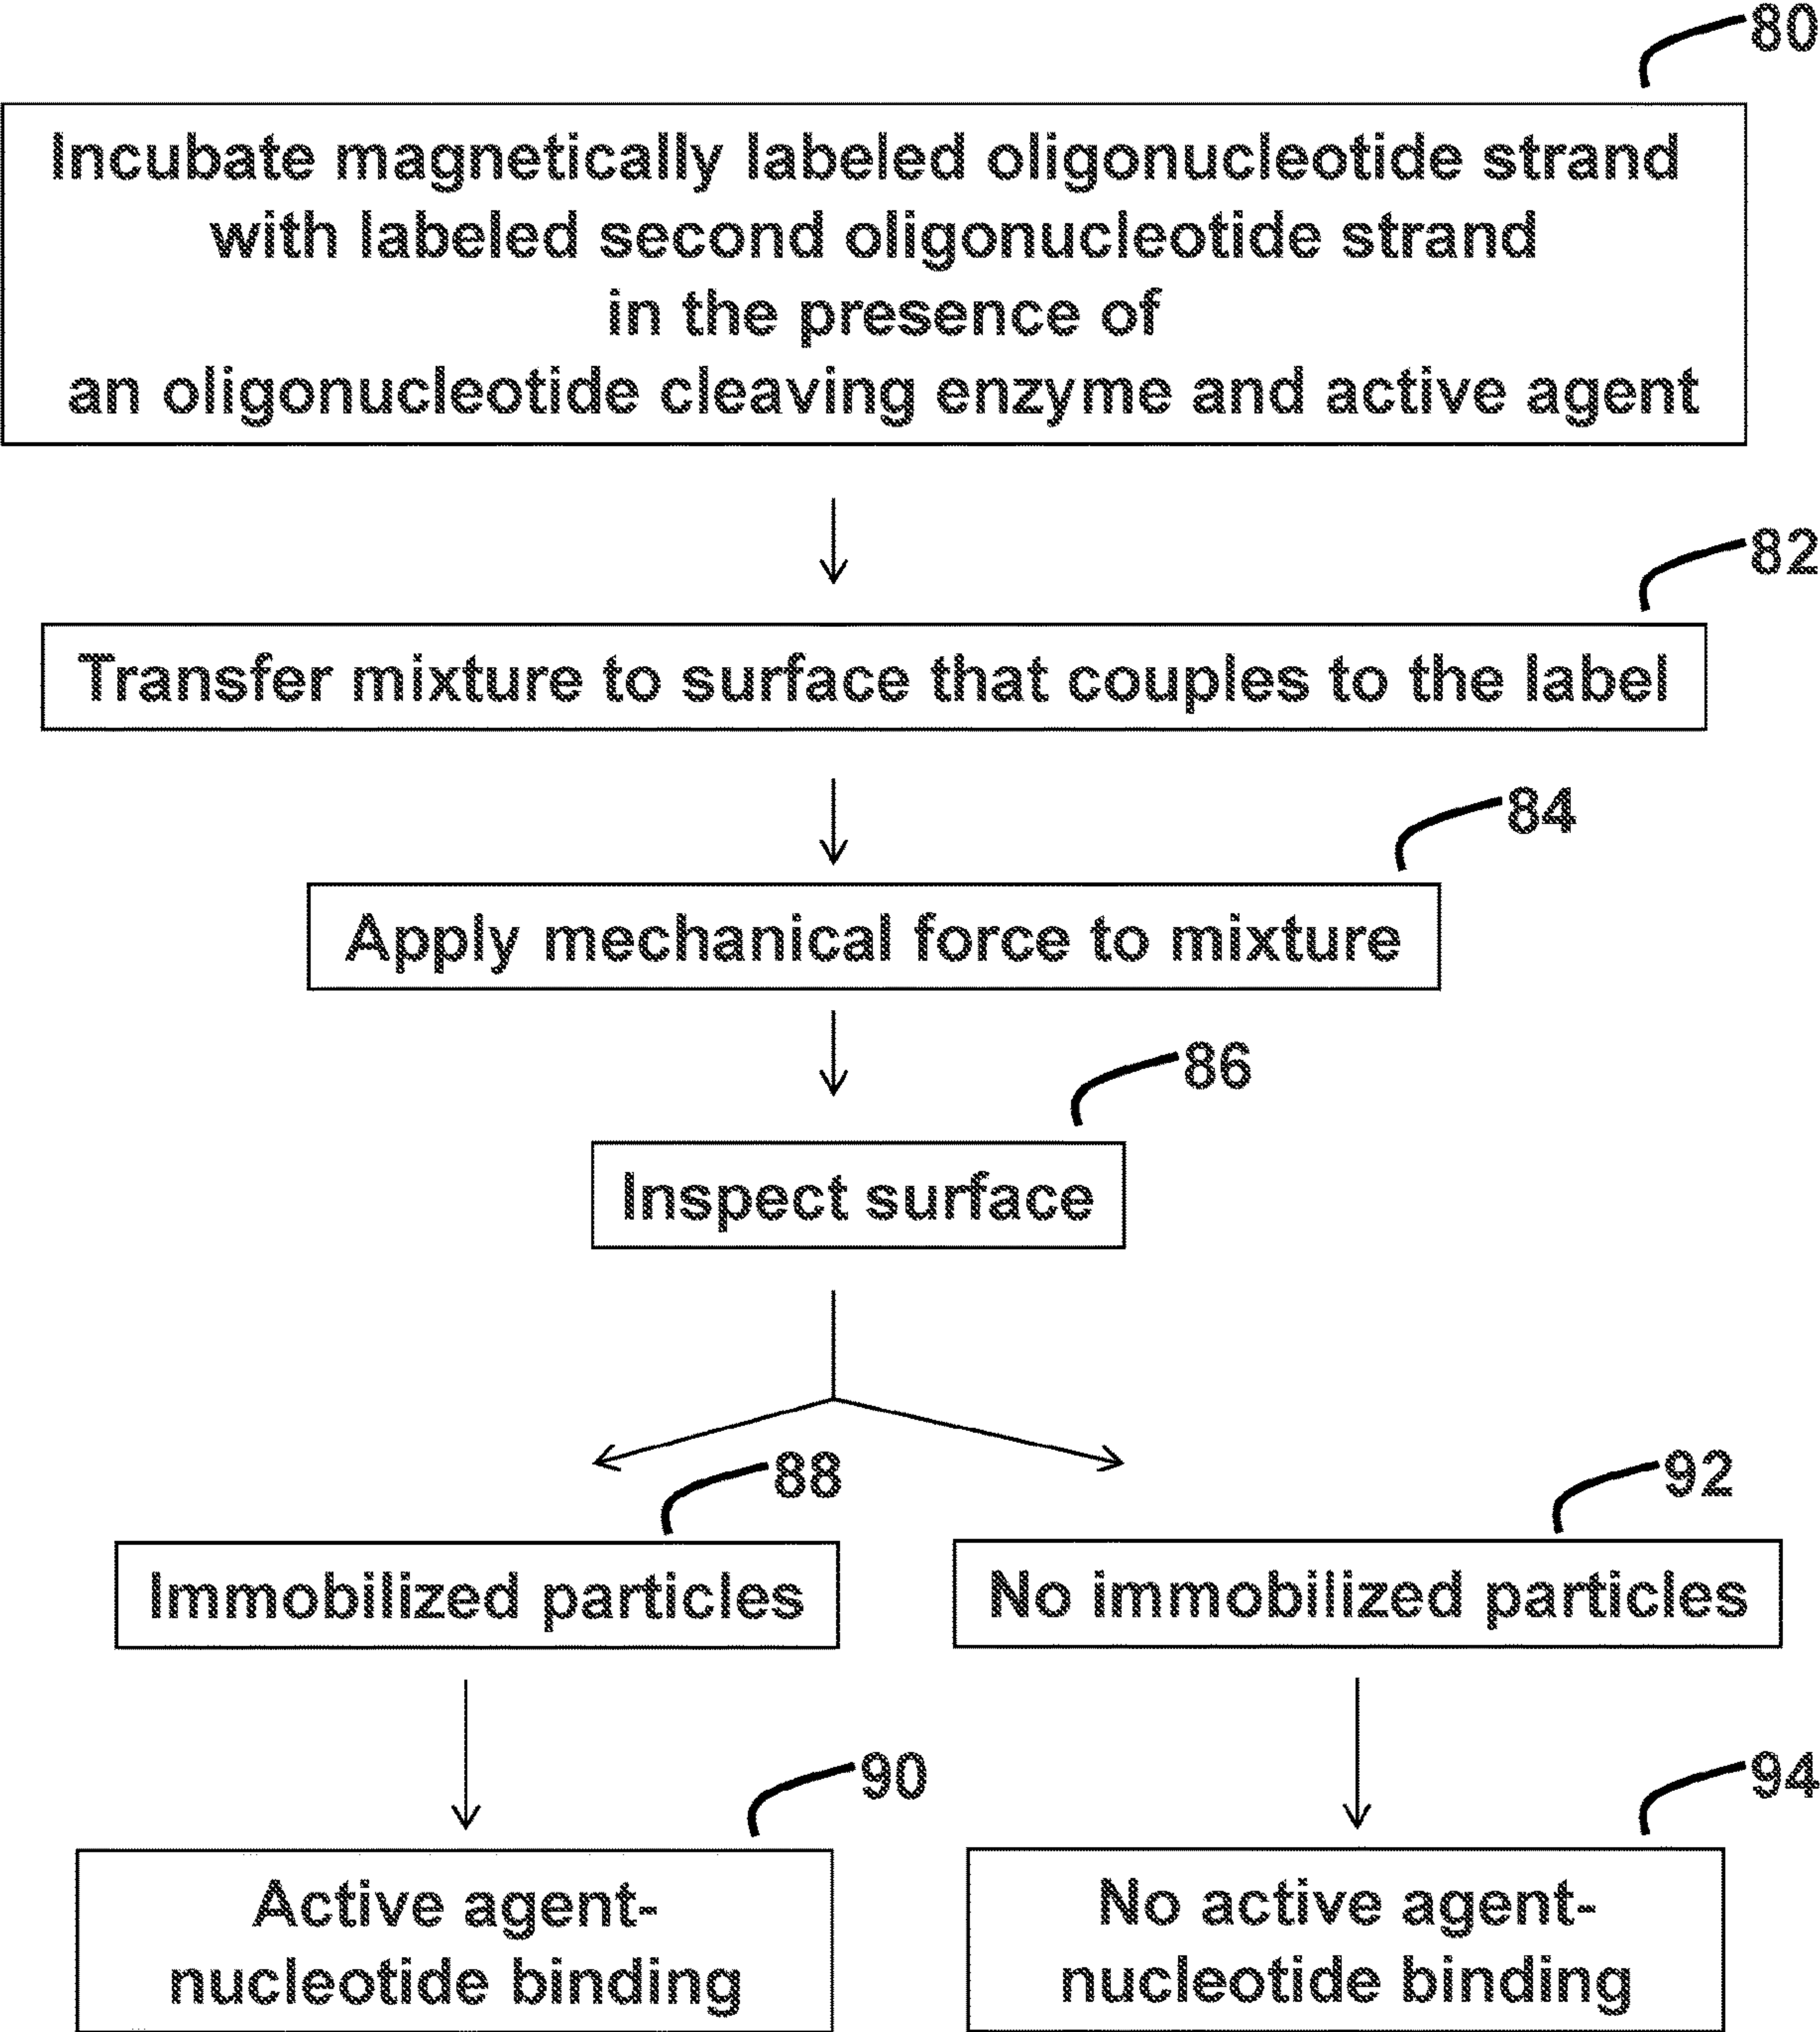 80
Incubate magnetically labeled oligonucleotide strand
with labeled second oligonucleotide strand
in the presence of
an oligonucleotide cleaving enzyme and active agent
82
Transfer mixture to surface that couples to the label
84
Apply mechanical force to mixture
86
Inspect surface
88
Immobilized particles
92
No immobilized particles
90
Active agent-
nucleotide binding
94
No active agent-
nucleotide binding